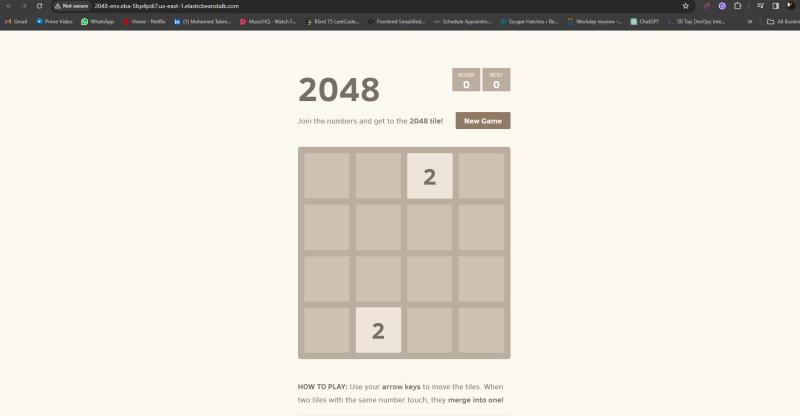 Not secure 2048-env.eba-5bp4pdi7.us-east-1.elasticbeanstalk.com
Gmail Prime Video WhatsApp Home - Netflix (1) Mohamed Tabre... MusicHQ - Watch F... Blind 75 LeetCode... Frontend Simplified... Schedule Appointin... Escape Hatches • Re... Workday myview -... ChatGPT 50 Top DevOps Inte... » All Bookm
2048
SCORE BEST
0 0
Join the numbers and get to the 2048 tile!
New Game
2
2
HOW TO PLAY: Use your arrow keys to move the tiles. When
two tiles with the same number touch, they merge into one!